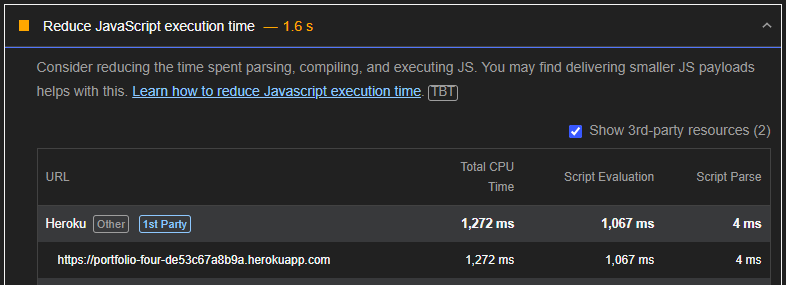 Reduce JavaScript execution time — 1.6 s
Consider reducing the time spent parsing, compiling, and executing JS. You may find delivering smaller JS payloads
helps with this. Learn how to reduce Javascript execution time. TBT
Show 3rd-party resources (2)
URL Total CPU Time Script Evaluation Script Parse
Heroku Other 1st Party 1,272 ms 1,067 ms 4 ms
https://portfolio-four-de53c67a8b9a.herokuapp.com 1,272 ms 1,067 ms 4 ms